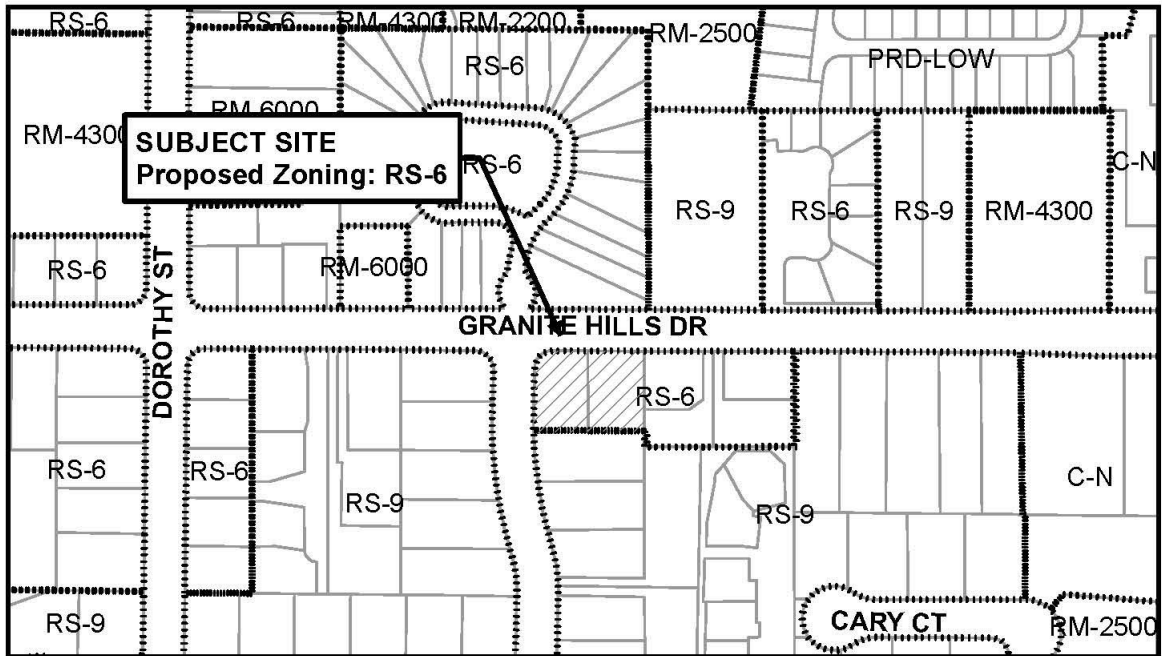 RS-6
RS-6
RM-4300
RM-2200
RM-2500
RS-6
PRD-LOW
RM-6000
RM-4300
SUBJECT SITE
Proposed Zoning: RS-6
RS-6
C-N
RS-9
RS-6
RS-9
RM-4300
RS-6
RM-6000
DOROTHY ST
GRANITE HILLS DR
RS-6
RS-6
RS-6
RS-9
C-N
RS-9
RS-9
CARY CT
RM-2500